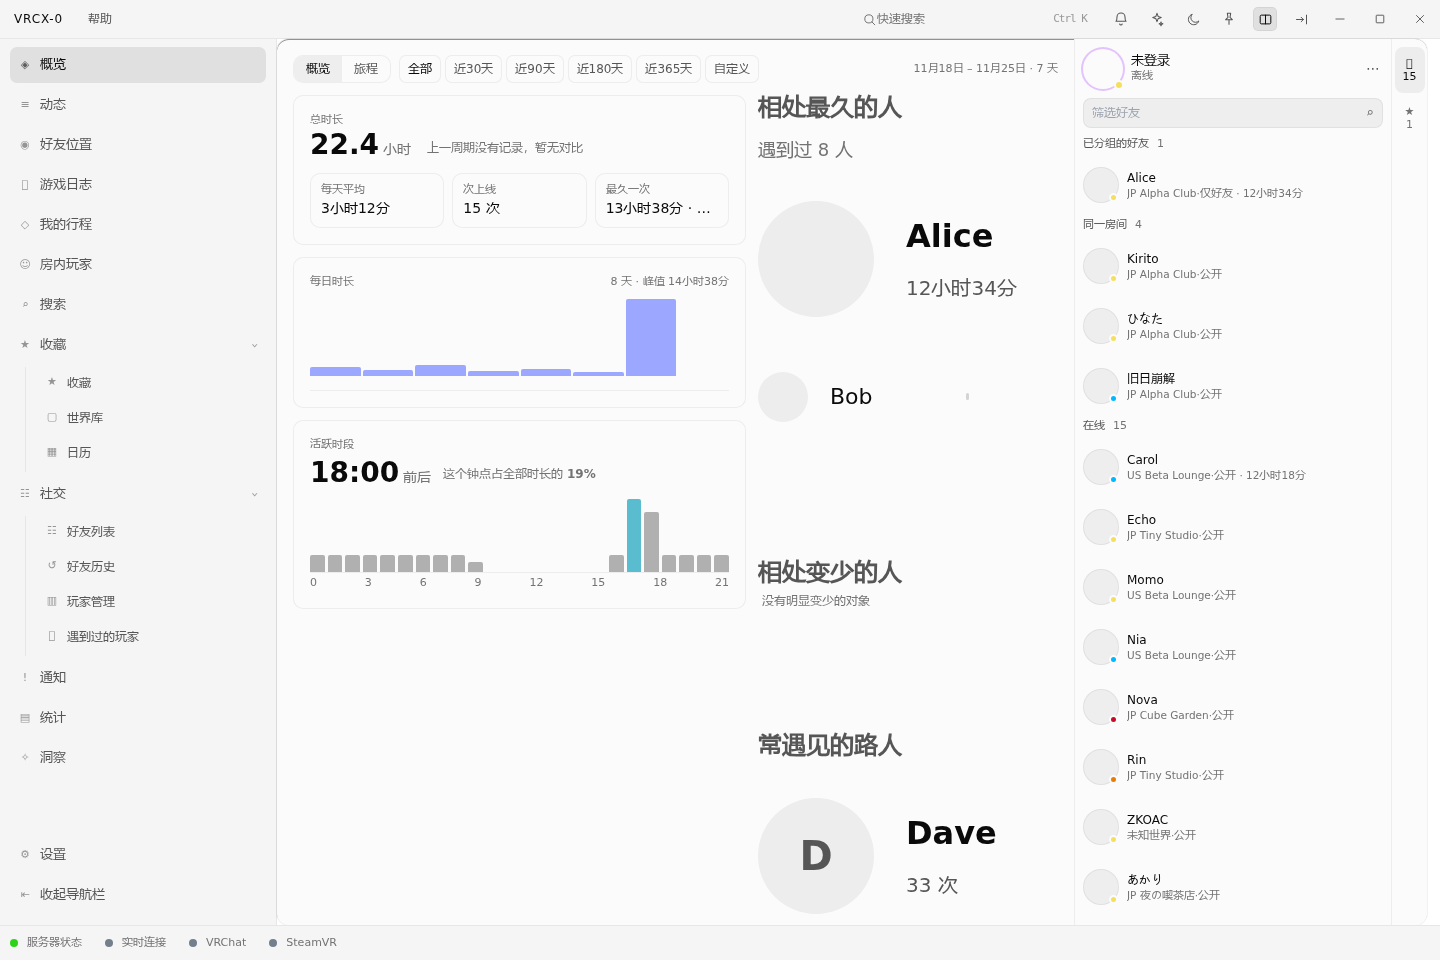 VRCX-0 帮助 快速搜索 Ctrl K
概览
动态
好友位置
游戏日志
我的行程
房内玩家
搜索
收藏
收藏
世界库
日历
社交
好友列表
好友历史
玩家管理
遇到过的玩家
通知
统计
洞察
设置
收起导航栏
概览 旅程 全部 近30天 近90天 近180天 近365天 自定义 11月18日 – 11月25日 · 7 天
总时长
22.4 小时 上一周期没有记录，暂无对比
每天平均
3小时12分
次上线
15 次
最久一次
13小时38分 · …
每日时长 8 天 · 峰值 14小时38分
活跃时段
18:00 前后 这个钟点占全部时长的 19%
0 3 6 9 12 15 18 21
相处最久的人
遇到过 8 人
Alice
12小时34分
Bob
相处变少的人
没有明显变少的对象
常遇见的路人
D
Dave
33 次
未登录
离线
筛选好友
已分组的好友 1
Alice
JP Alpha Club·仅好友 · 12小时34分
同一房间 4
Kirito
JP Alpha Club·公开
ひなた
JP Alpha Club·公开
旧日崩解
JP Alpha Club·公开
在线 15
Carol
US Beta Lounge·公开 · 12小时18分
Echo
JP Tiny Studio·公开
Momo
US Beta Lounge·公开
Nia
US Beta Lounge·公开
Nova
JP Cube Garden·公开
Rin
JP Tiny Studio·公开
ZKOAC
未知世界·公开
あかり
JP 夜の喫茶店·公开
15
1
服务器状态 实时连接 VRChat SteamVR